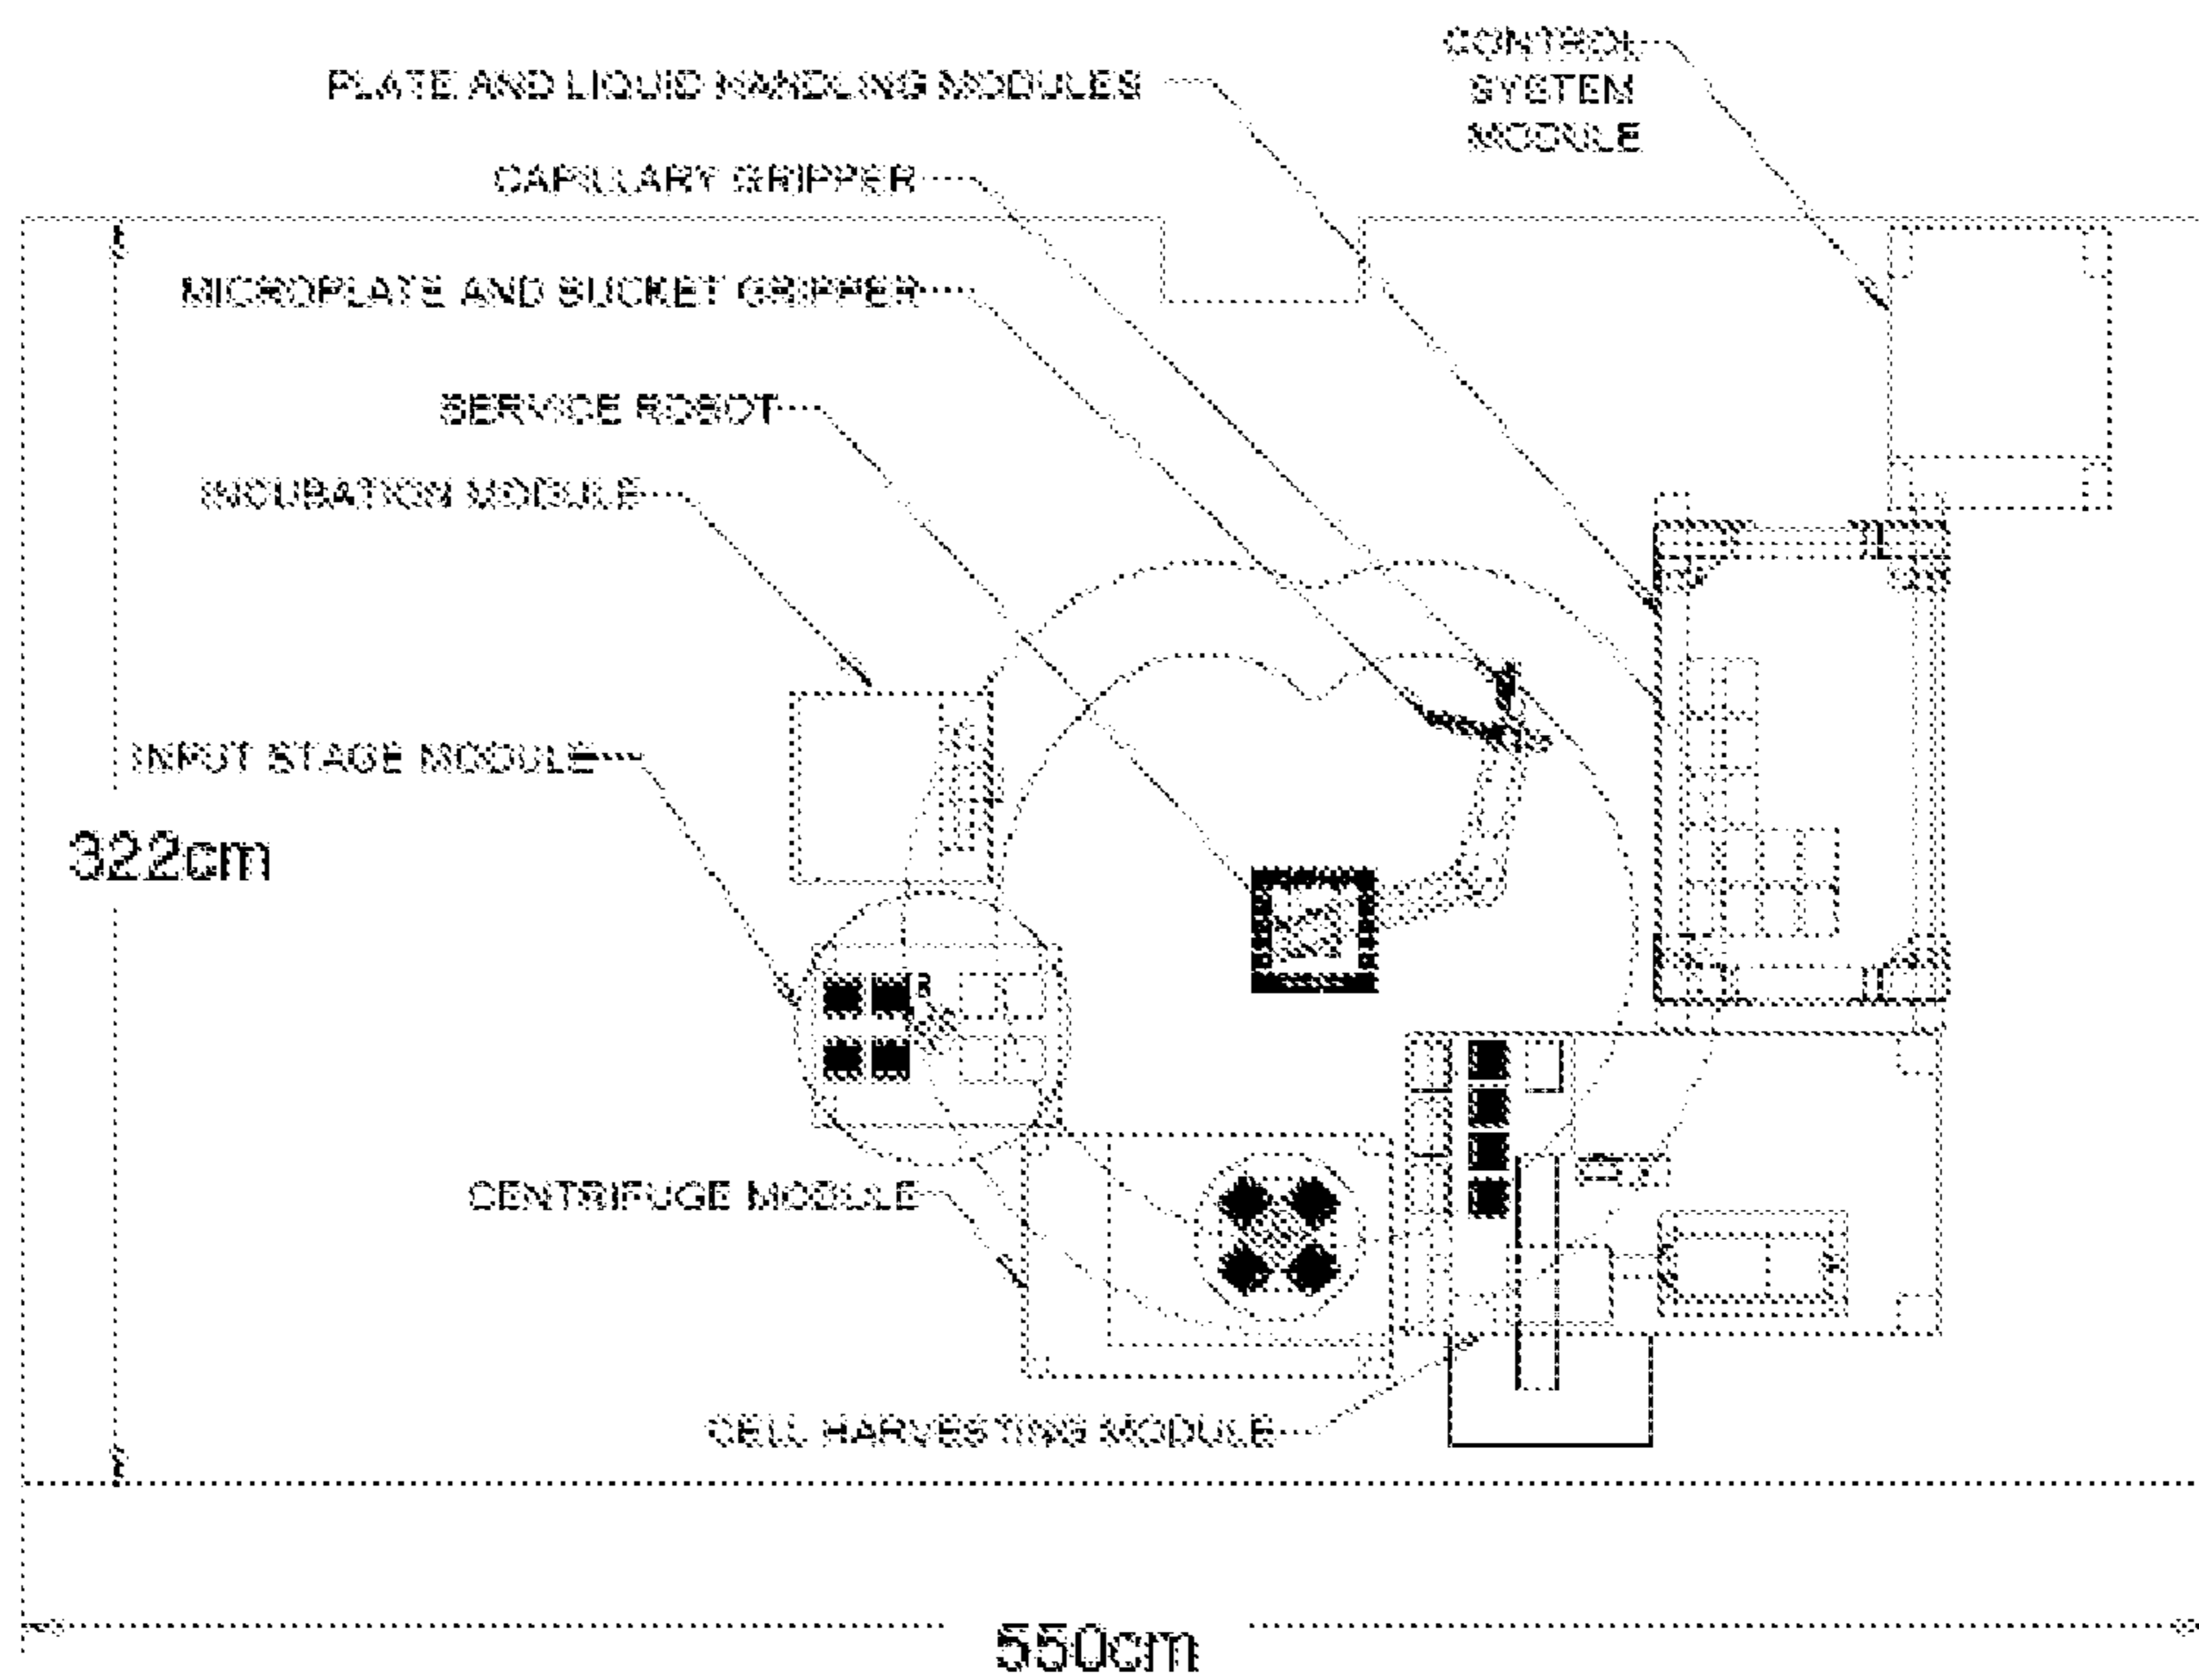 CONTROL
SYSTEM
MODULE
PLATE AND LIQUID HANDLING MODULES
CAPILLARY GRIPPER
MICROPLATE AND BUCKET GRIPPER
SERVICE ROBOT
INCUBATION MODULE
INPUT STAGE MODULE
322cm
CENTRIFUGE MODULE
CELL HARVESTING MODULE
550cm